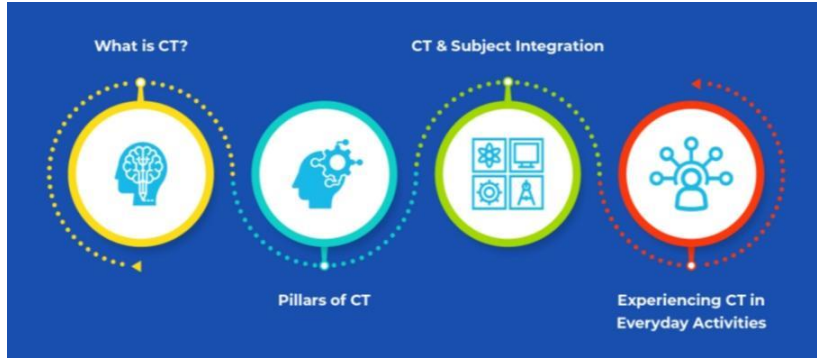 What is CT?
CT & Subject Integration
Pillars of CT
Experiencing CT in
Everyday Activities